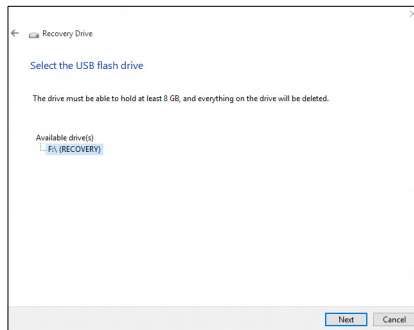 Recovery Drive
Select the USB flash drive
The drive must be able to hold at least 8 GB, and everything on the drive will be deleted.
Available drive(s)
F:\ (RECOVERY)
Next Cancel